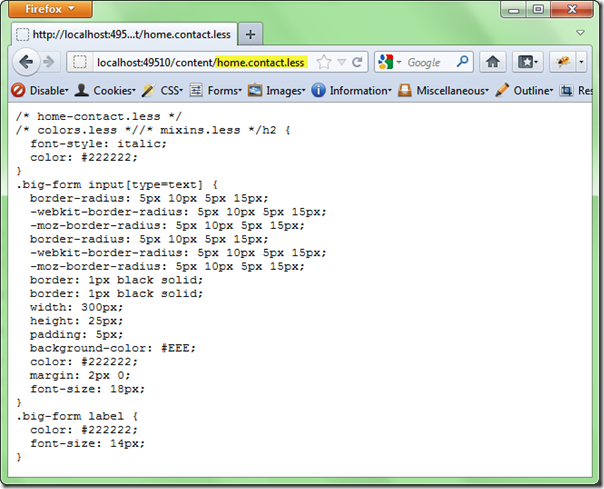 Firefox
http://localhost:495...t/home.contact.less
localhost:49510/content/home.contact.less
Google
Disable Cookies CSS Forms Images Information Miscellaneous Outline Res
/* home-contact.less */
/* colors.less *//* mixins.less */h2 {
font-style: italic;
color: #222222;
}
.big-form input[type=text] {
border-radius: 5px 10px 5px 15px;
-webkit-border-radius: 5px 10px 5px 15px;
-moz-border-radius: 5px 10px 5px 15px;
border-radius: 5px 10px 5px 15px;
-webkit-border-radius: 5px 10px 5px 15px;
-moz-border-radius: 5px 10px 5px 15px;
border: 1px black solid;
border: 1px black solid;
width: 300px;
height: 25px;
padding: 5px;
background-color: #EEE;
color: #222222;
margin: 2px 0;
font-size: 18px;
}
.big-form label {
color: #222222;
font-size: 14px;
}